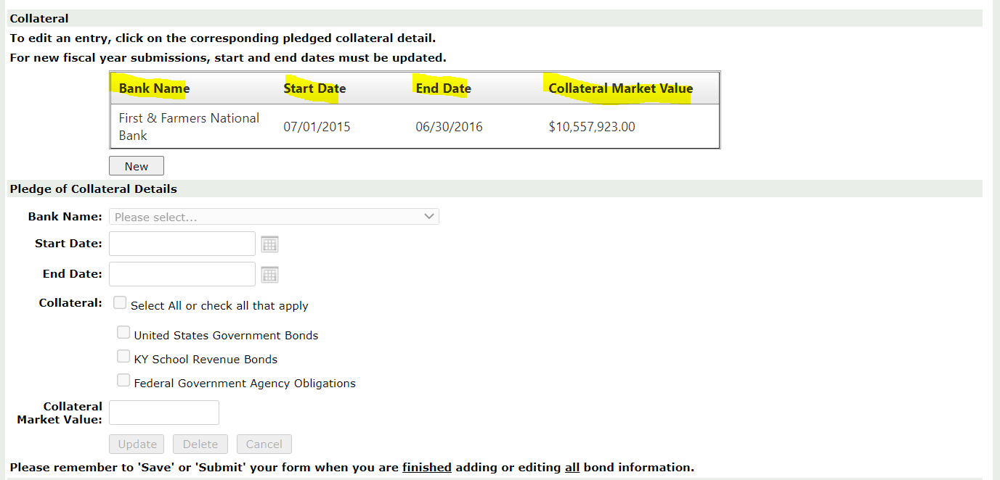 Collateral
To edit an entry, click on the corresponding pledged collateral detail.
For new fiscal year submissions, start and end dates must be updated.
Bank Name Start Date End Date Collateral Market Value
First & Farmers National
Bank 07/01/2015 06/30/2016 $10,557,923.00
New
Pledge of Collateral Details
Bank Name: Please select...
Start Date:
End Date:
Collateral: Select All or check all that apply
United States Government Bonds
KY School Revenue Bonds
Federal Government Agency Obligations
Collateral
Market Value:
Update Delete Cancel
Please remember to 'Save' or 'Submit' your form when you are finished adding or editing all bond information.